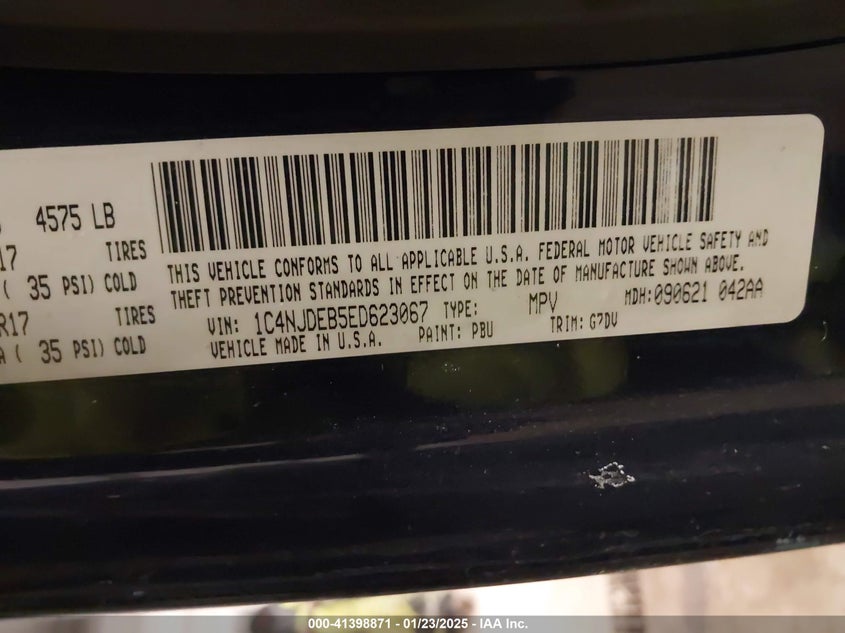 4575 LB
TIRES
( 35 PSI) COLD
R17 TIRES
( 35 PSI) COLD
THIS VEHICLE CONFORMS TO ALL APPLICABLE U.S.A. FEDERAL MOTOR VEHICLE SAFETY AND
THEFT PREVENTION STANDARDS IN EFFECT ON THE DATE OF MANUFACTURE SHOWN ABOVE.
VIN: 1C4NJDEB5ED623067 TYPE: MPV MDH:090621 042AA
VEHICLE MADE IN U.S.A. PAINT: PBU TRIM: G7DV
000-41398871 — 01/23/2025 — IAA Inc.